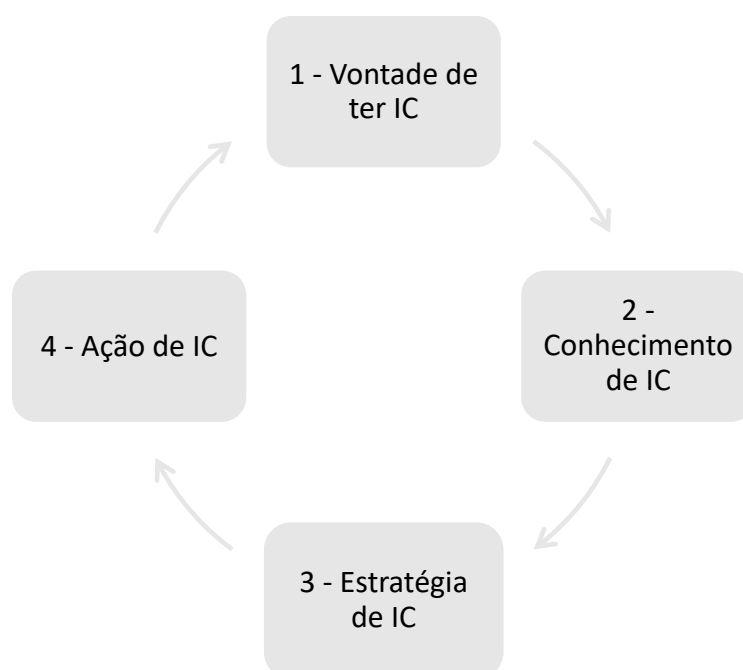 1 - Vontade de
ter IC
2 -
Conhecimento
de IC
3 - Estratégia
de IC
4 - Ação de IC